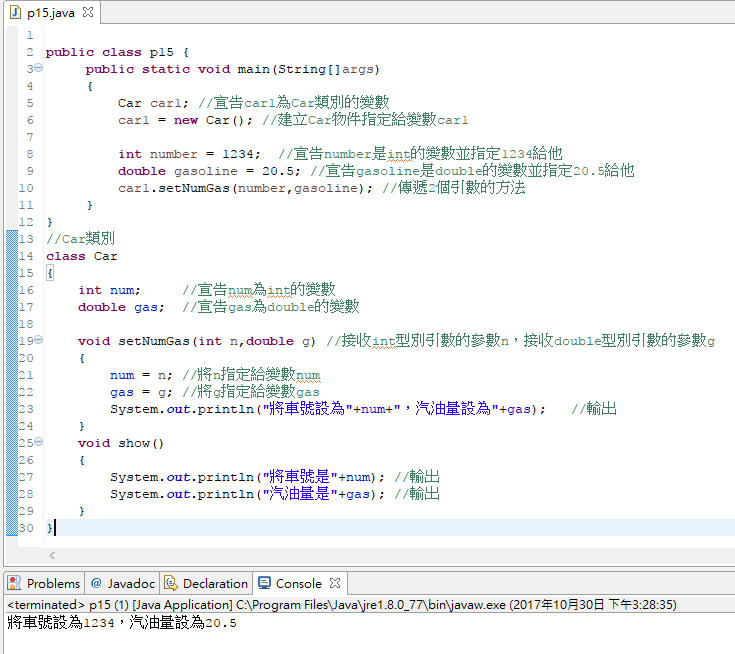 p15.java
1
2 public class p15 {
3 public static void main(String[]args)
4 {
5 Car car1; //宣告car1為Car類別的變數
6 car1 = new Car(); //建立Car物件指定給變數car1
7
8 int number = 1234; //宣告number是int的變數並指定1234給他
9 double gasoline = 20.5; //宣告gasoline是double的變數並指定20.5給他
10 car1.setNumGas(number,gasoline); //傳遞2個引數的方法
11 }
12 }
13 //Car類別
14 class Car
15 {
16 int num; //宣告num為int的變數
17 double gas; //宣告gas為double的變數
18
19 void setNumGas(int n,double g) //接收int型別引數的參數n，接收double型別引數的參數g
20 {
21 num = n; //將n指定給變數num
22 gas = g; //將g指定給變數gas
23 System.out.println("將車號設為"+num+"，汽油量設為"+gas); //輸出
24 }
25 void show()
26 {
27 System.out.println("將車號是"+num); //輸出
28 System.out.println("汽油量是"+gas); //輸出
29 }
30 }
Problems @ Javadoc Declaration Console
<terminated> p15 (1) [Java Application] C:\Program Files\Java\jre1.8.0_77\bin\javaw.exe (2017年10月30日 下午3:28:35)
將車號設為1234，汽油量設為20.5